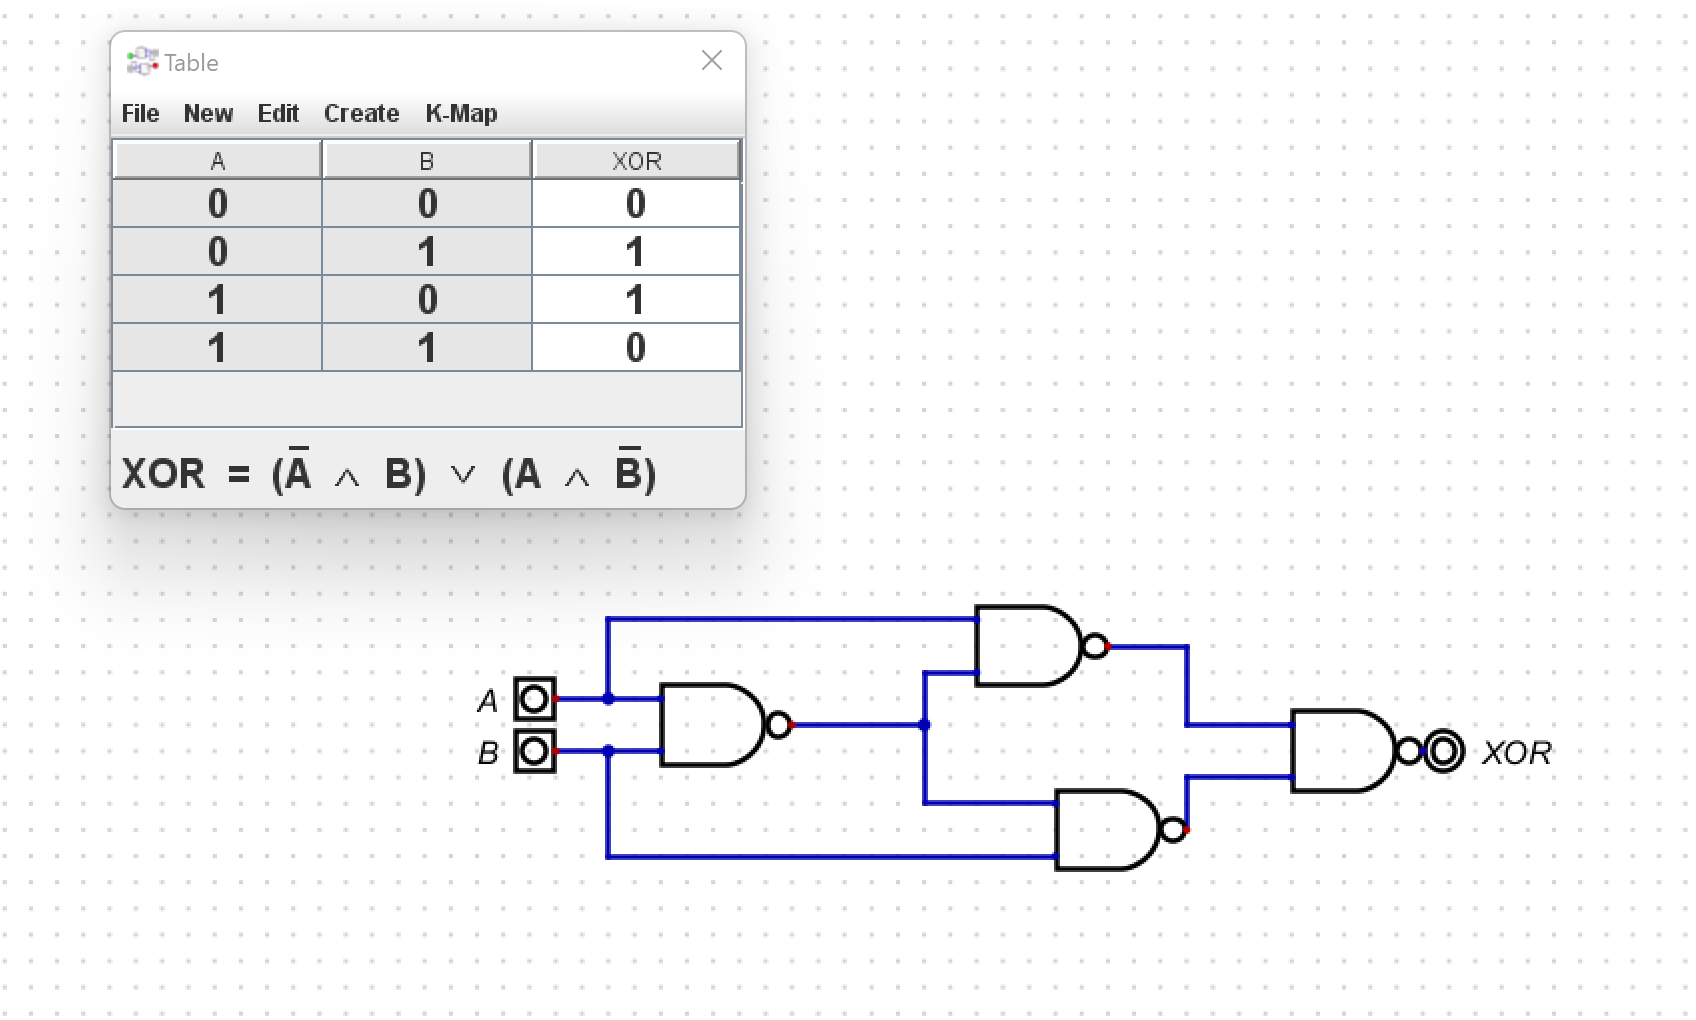 Table
File New Edit Create K-Map
A B XOR
0 0 0
0 1 1
1 0 1
1 1 0
XOR = (A̅ ∧ B) ∨ (A ∧ B̅)
A
B
XOR